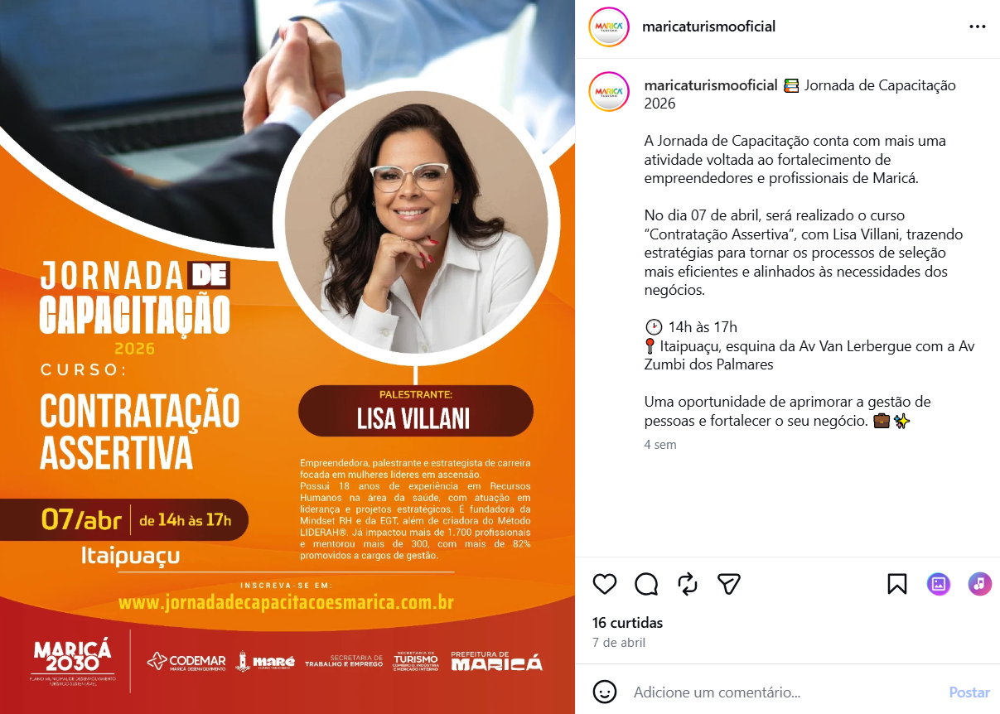 JORNADA DE
CAPACITAÇÃO
2026
CURSO:
CONTRATAÇÃO
ASSERTIVA
07/abr de 14h às 17h
Itaipuaçu
PALESTRANTE:
LISA VILLANI
Empreendedora, palestrante e estrategista de carreira
focada em mulheres líderes em ascensão.
Possui 18 anos de experiência em Recursos
Humanos na área da saúde, com atuação em
liderança e projetos estratégicos. É fundadora da
Mindset RH e da EGT, além de criadora do Método
LIDERAH®. Já impactou mais de 1.700 profissionais
e mentorou mais de 300, com mais de 82%
promovidos a cargos de gestão.
INSCREVA-SE EM:
www.jornadadecapacitacoesmarica.com.br
MARICÁ
2030
PLANO MUNICIPAL DE DESENVOLVIMENTO
TURÍSTICO SUSTENTÁVEL
CODEMAR
MARICÁ DESENVOLVIMENTO
maré
SECRETARIA DE
TRABALHO E EMPREGO
SECRETARIA DE
TURISMO
COMÉRCIO, INDÚSTRIA
E MERCADO INTERNO
PREFEITURA DE
MARICÁ
MARICÁ
TURISMO
maricaturismooficial
MARICÁ
TURISMO
maricaturismooficial 📚 Jornada de Capacitação
2026
A Jornada de Capacitação conta com mais uma
atividade voltada ao fortalecimento de
empreendedores e profissionais de Maricá.
No dia 07 de abril, será realizado o curso
“Contratação Assertiva”, com Lisa Villani, trazendo
estratégias para tornar os processos de seleção
mais eficientes e alinhados às necessidades dos
negócios.
🕑 14h às 17h
📍 Itaipuaçu, esquina da Av Van Lerbergue com a Av
Zumbi dos Palmares
Uma oportunidade de aprimorar a gestão de
pessoas e fortalecer o seu negócio. 💼✨
4 sem
16 curtidas
7 de abril
Adicione um comentário...
Postar